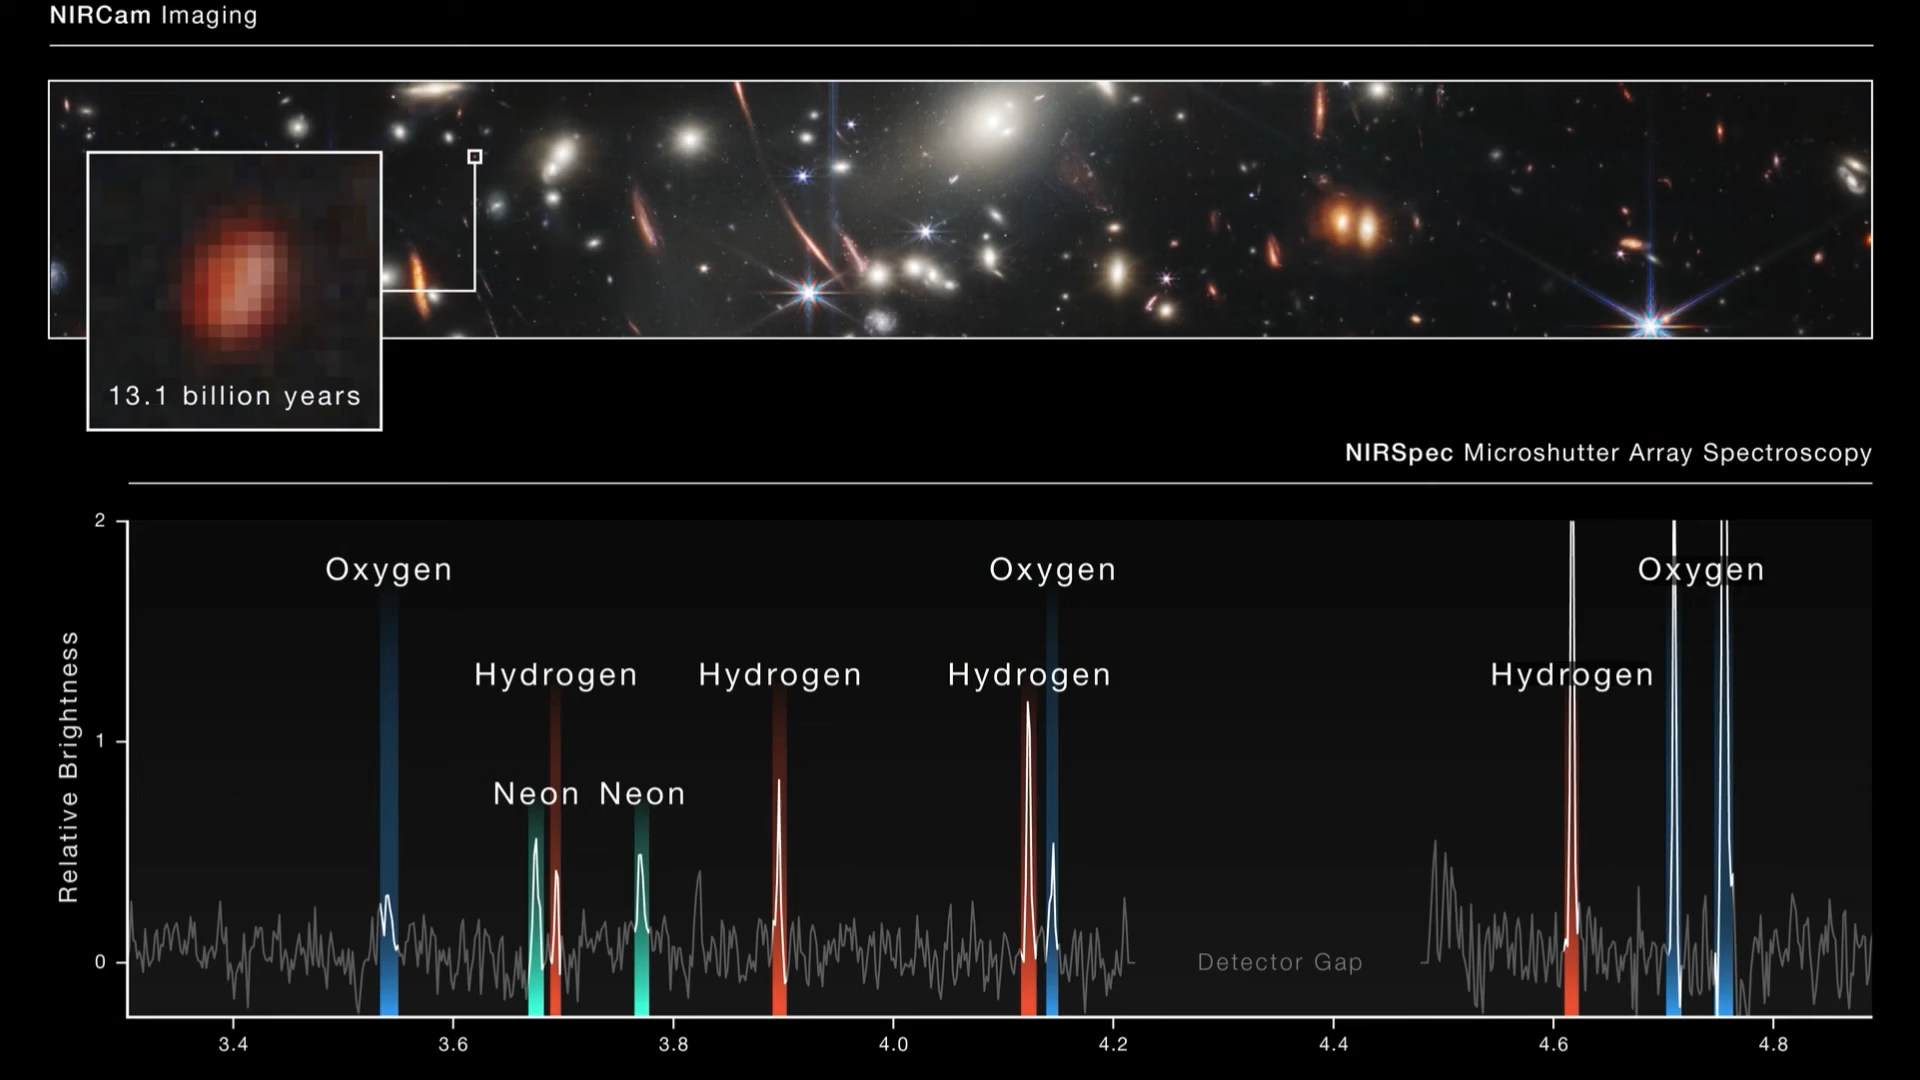 NIRCam Imaging
13.1 billion years
NIRSpec Microshutter Array Spectroscopy
Relative Brightness
2
1
0
Oxygen
Oxygen
Oxygen
Hydrogen
Hydrogen
Hydrogen
Hydrogen
Neon
Neon
Detector Gap
3.4
3.6
3.8
4.0
4.2
4.4
4.6
4.8